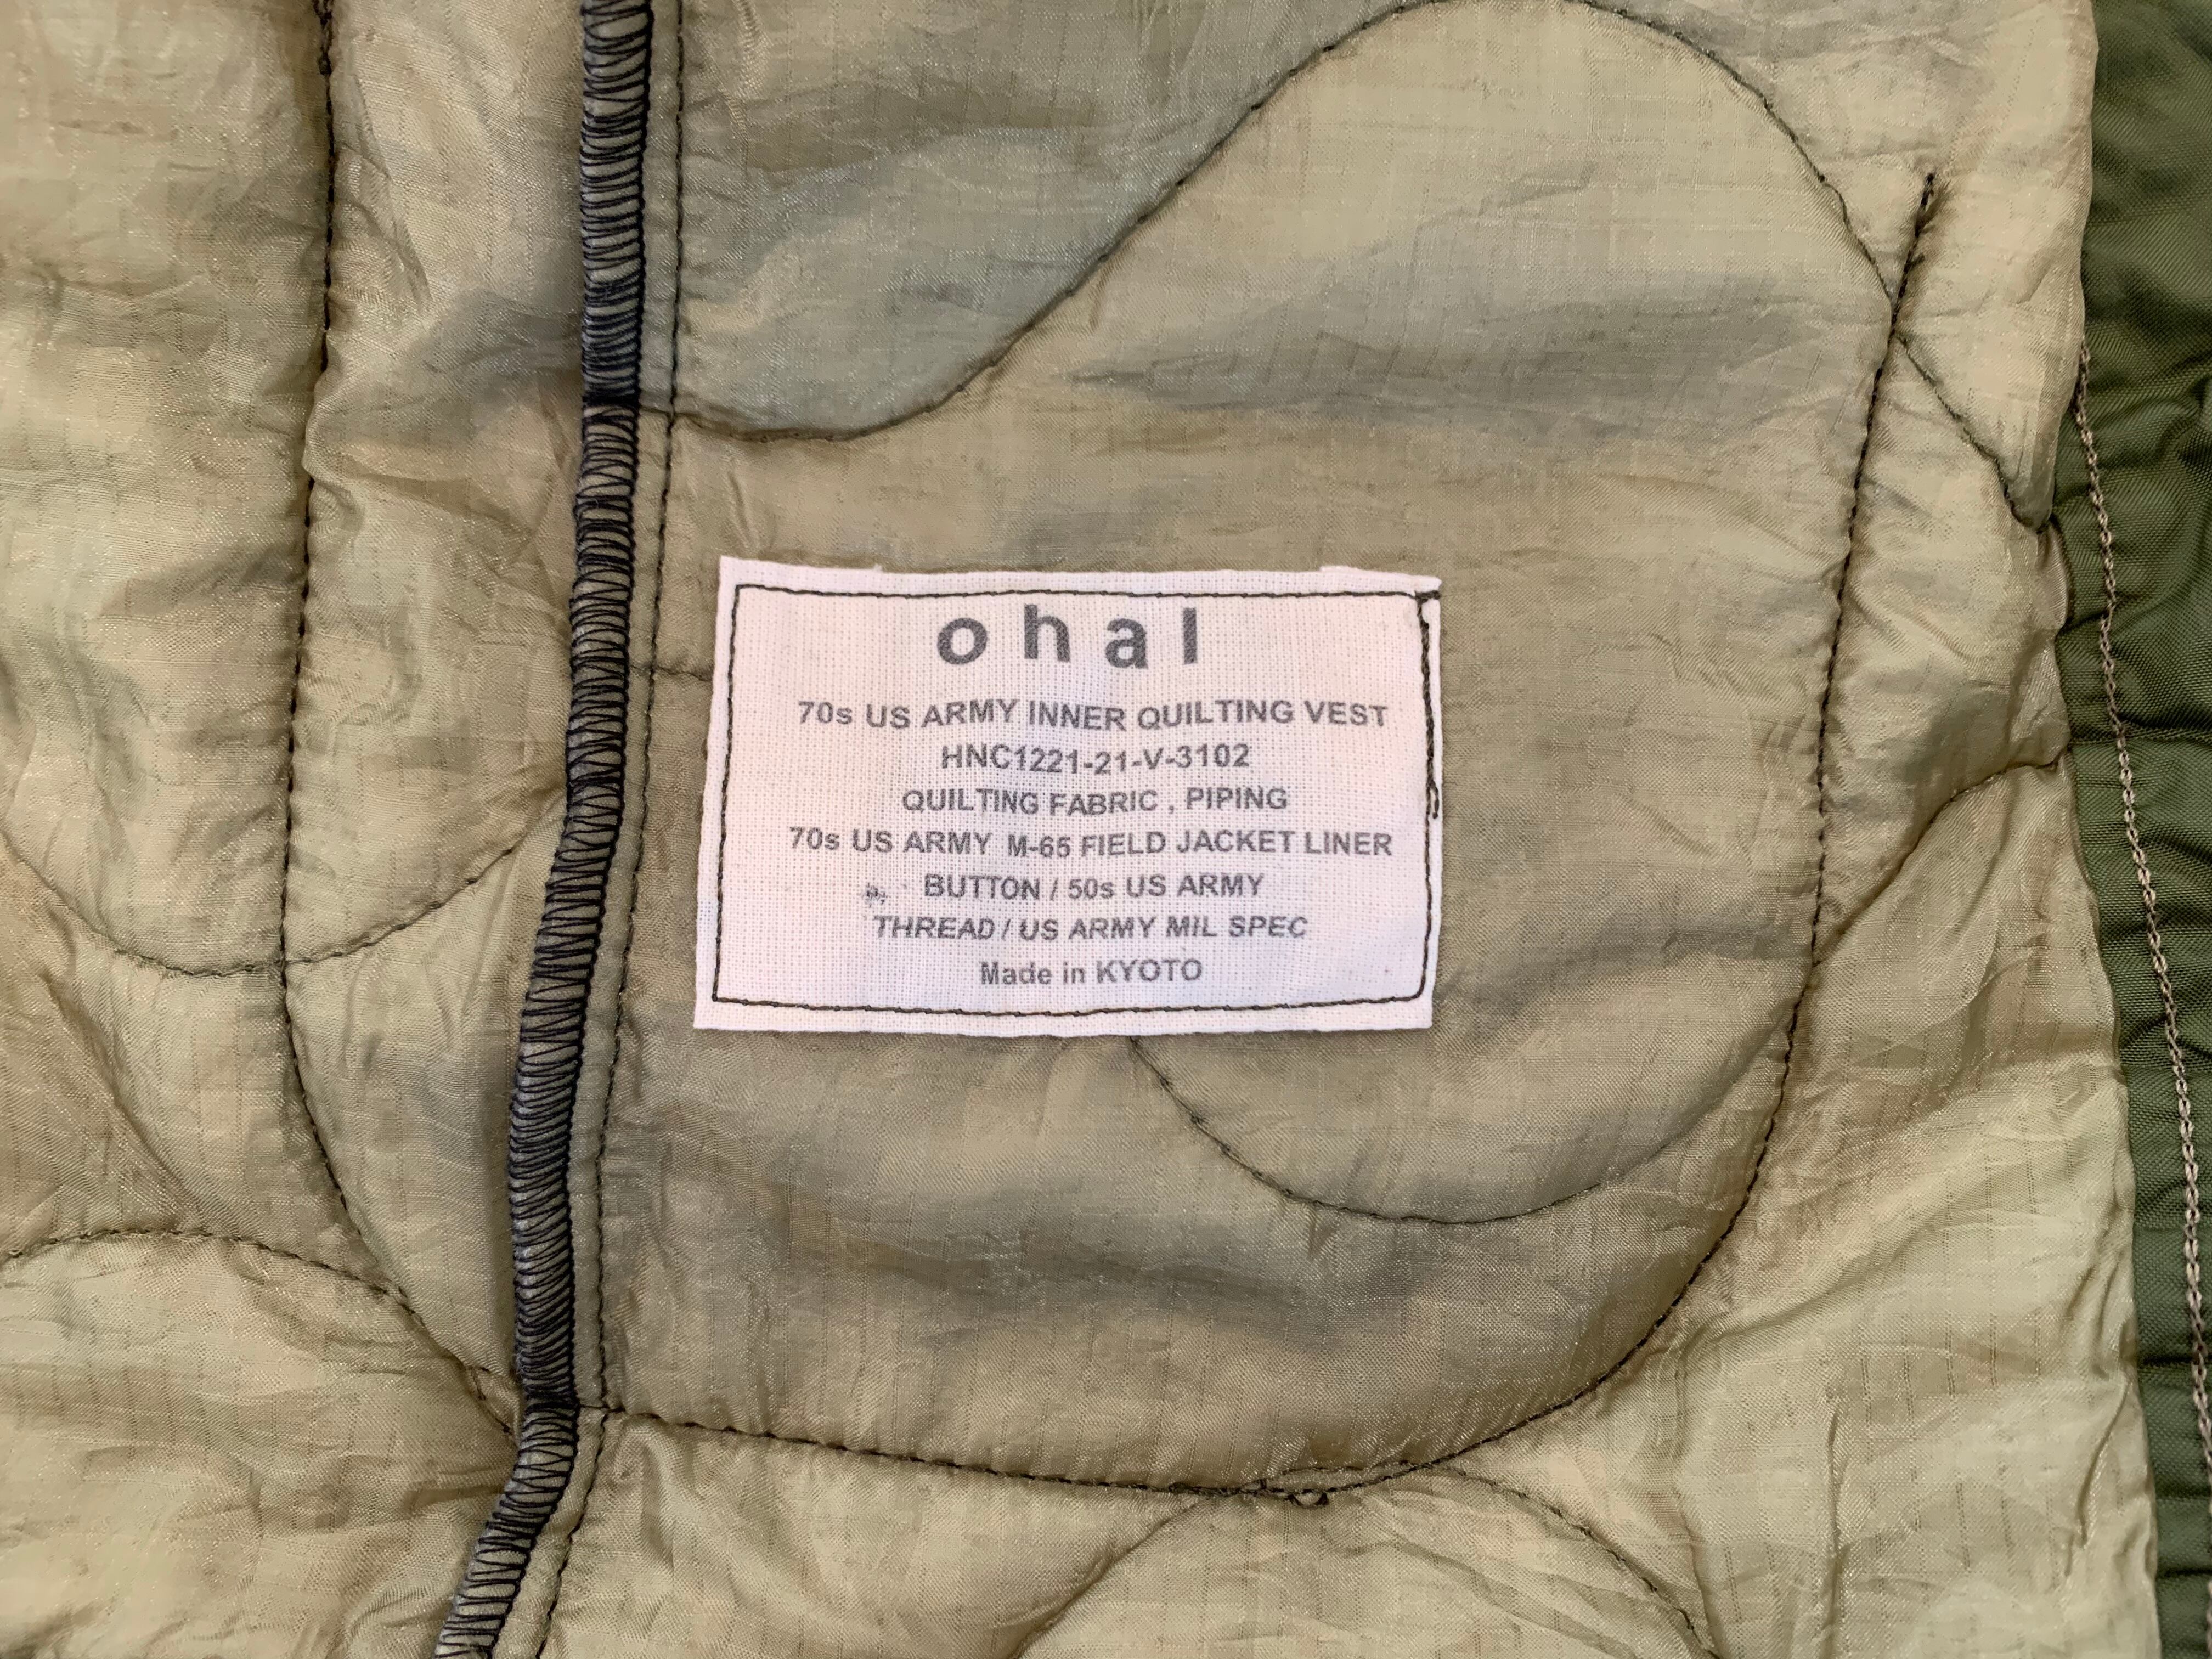 ohal
70s US ARMY INNER QUILTING VEST
HNC1221-21-V-3102
QUILTING FABRIC , PIPING
70s US ARMY M-65 FIELD JACKET LINER
BUTTON / 50s US ARMY
THREAD / US ARMY MIL SPEC
Made in KYOTO